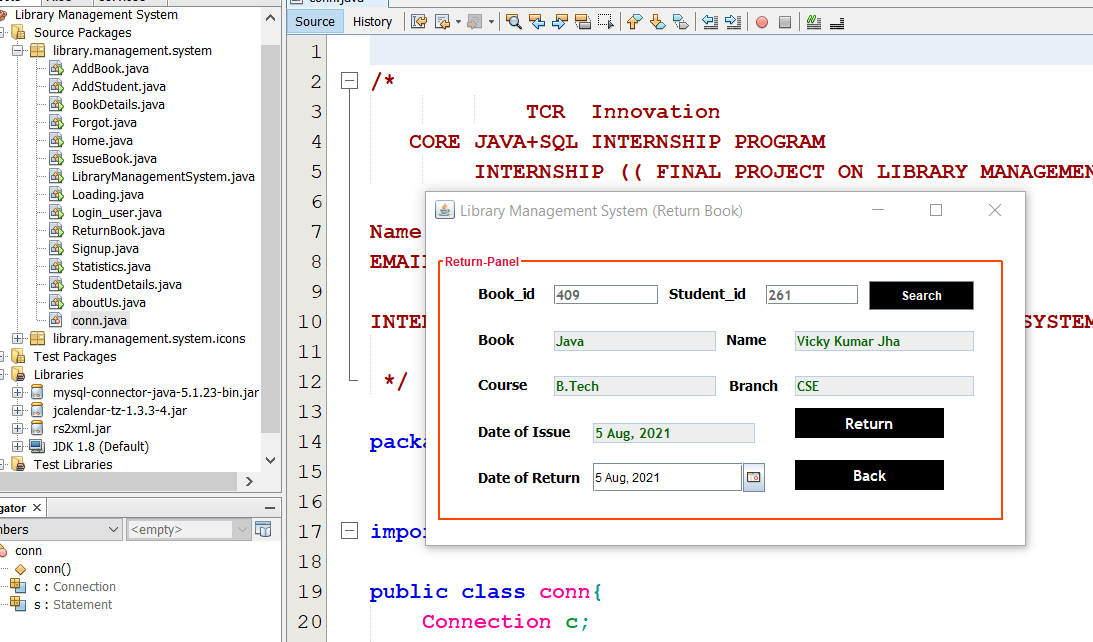 Library Management System
Source Packages
library.management.system
AddBook.java
AddStudent.java
BookDetails.java
Forgot.java
Home.java
IssueBook.java
LibraryManagementSystem.java
Loading.java
Login_user.java
ReturnBook.java
Signup.java
Statistics.java
StudentDetails.java
aboutUs.java
conn.java
library.management.system.icons
Test Packages
Libraries
mysql-connector-java-5.1.23-bin.jar
jcalendar-tz-1.3.3-4.jar
rs2xml.jar
JDK 1.8 (Default)
Test Libraries
gator
nbers <empty>
conn
conn()
c : Connection
s : Statement
Source History
1
2 /*
3 TCR Innovation
4 CORE JAVA+SQL INTERNSHIP PROGRAM
5 INTERNSHIP (( FINAL PROJECT ON LIBRARY MANAGEMEN
6
7 Name
8 EMAI
9
10 INTE SYSTEM
11
12 */
13
14 packa
15
16
17 impo
18
19 public class conn{
20 Connection c;
Library Management System (Return Book)
Return-Panel
Book_id 409 Student_id 261 Search
Book Java Name Vicky Kumar Jha
Course B.Tech Branch CSE
Date of Issue 5 Aug, 2021 Return
Date of Return 5 Aug, 2021 Back